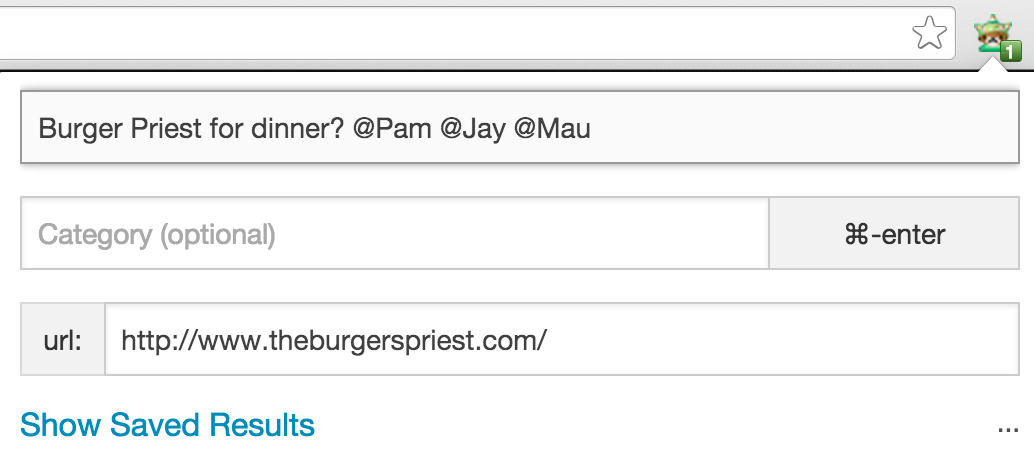 1
Burger Priest for dinner? @Pam @Jay @Mau
Category (optional)
⌘-enter
url:
http://www.theburgerspriest.com/
Show Saved Results
...